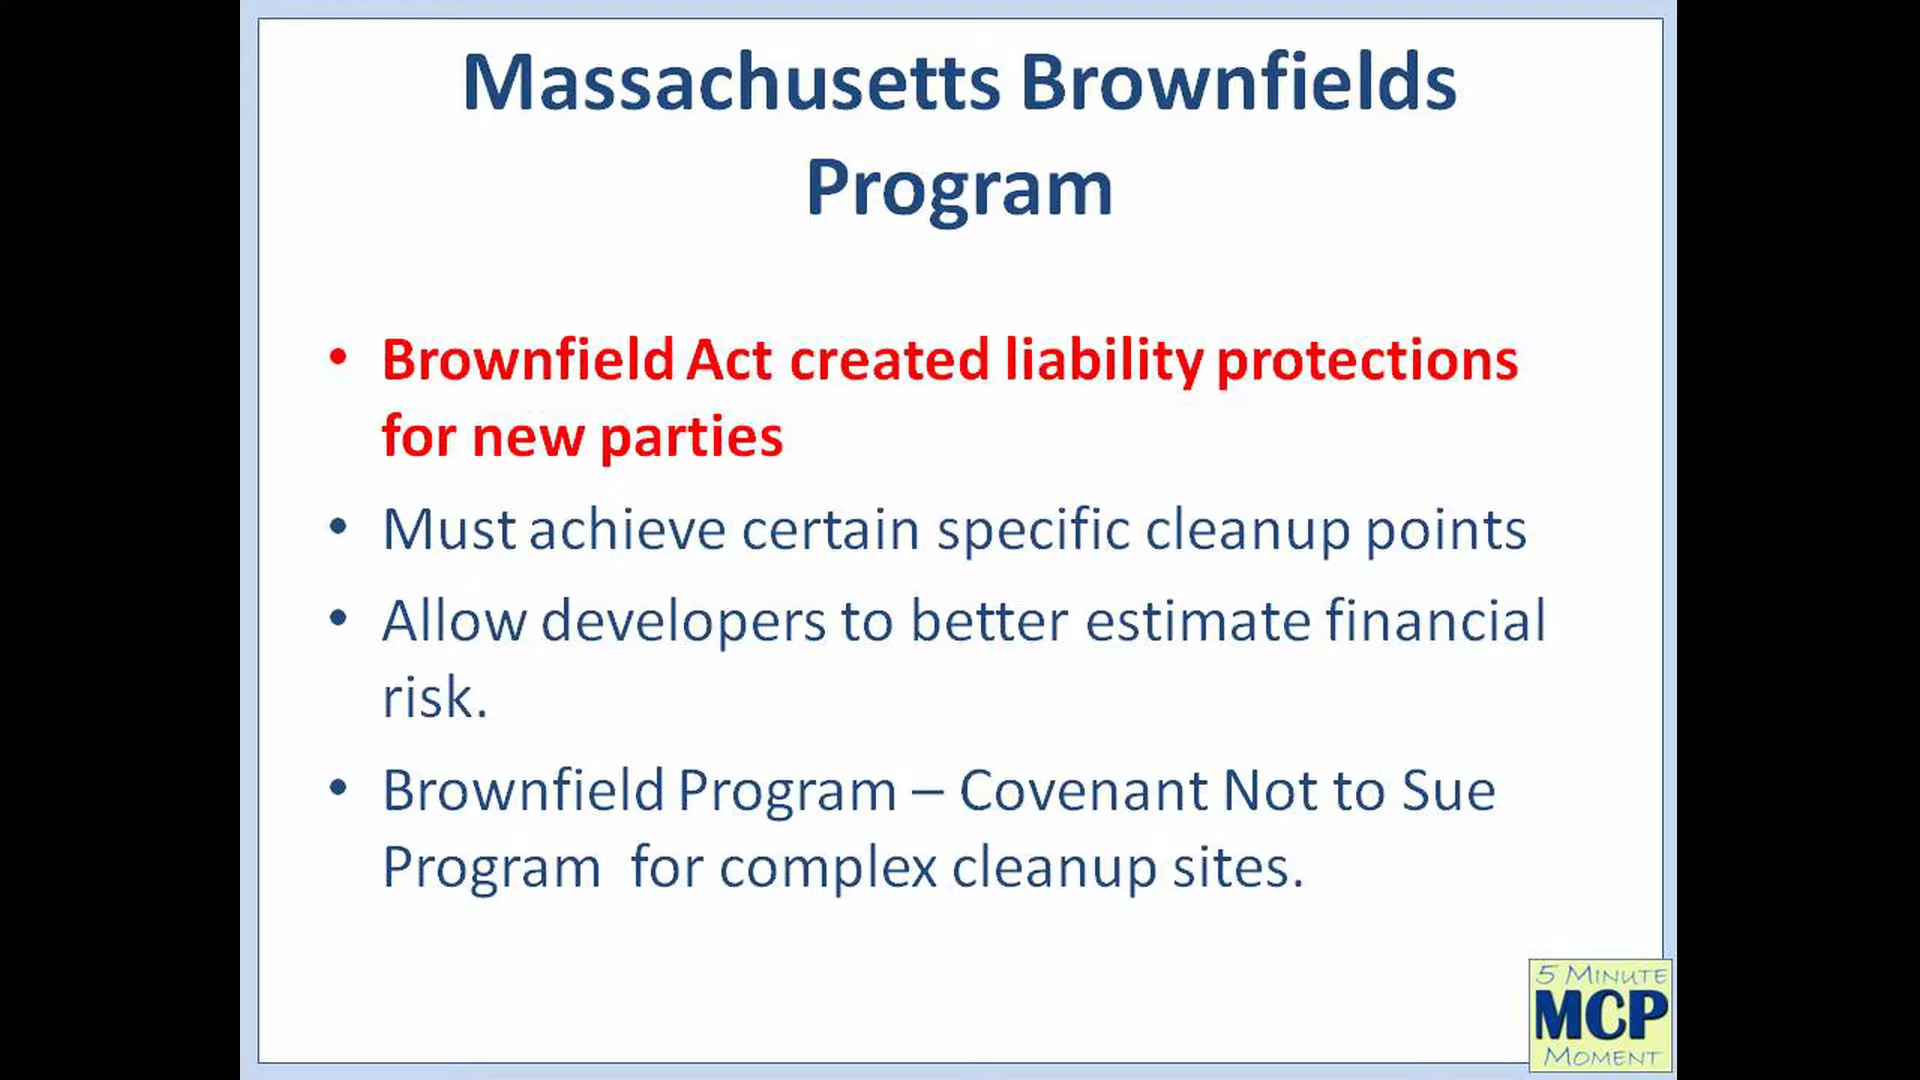 Massachusetts Brownfields
Program
• Brownfield Act created liability protections
for new parties
• Must achieve certain specific cleanup points
• Allow developers to better estimate financial
risk.
• Brownfield Program – Covenant Not to Sue
Program  for complex cleanup sites.
5 MINUTE
MCP
MOMENT